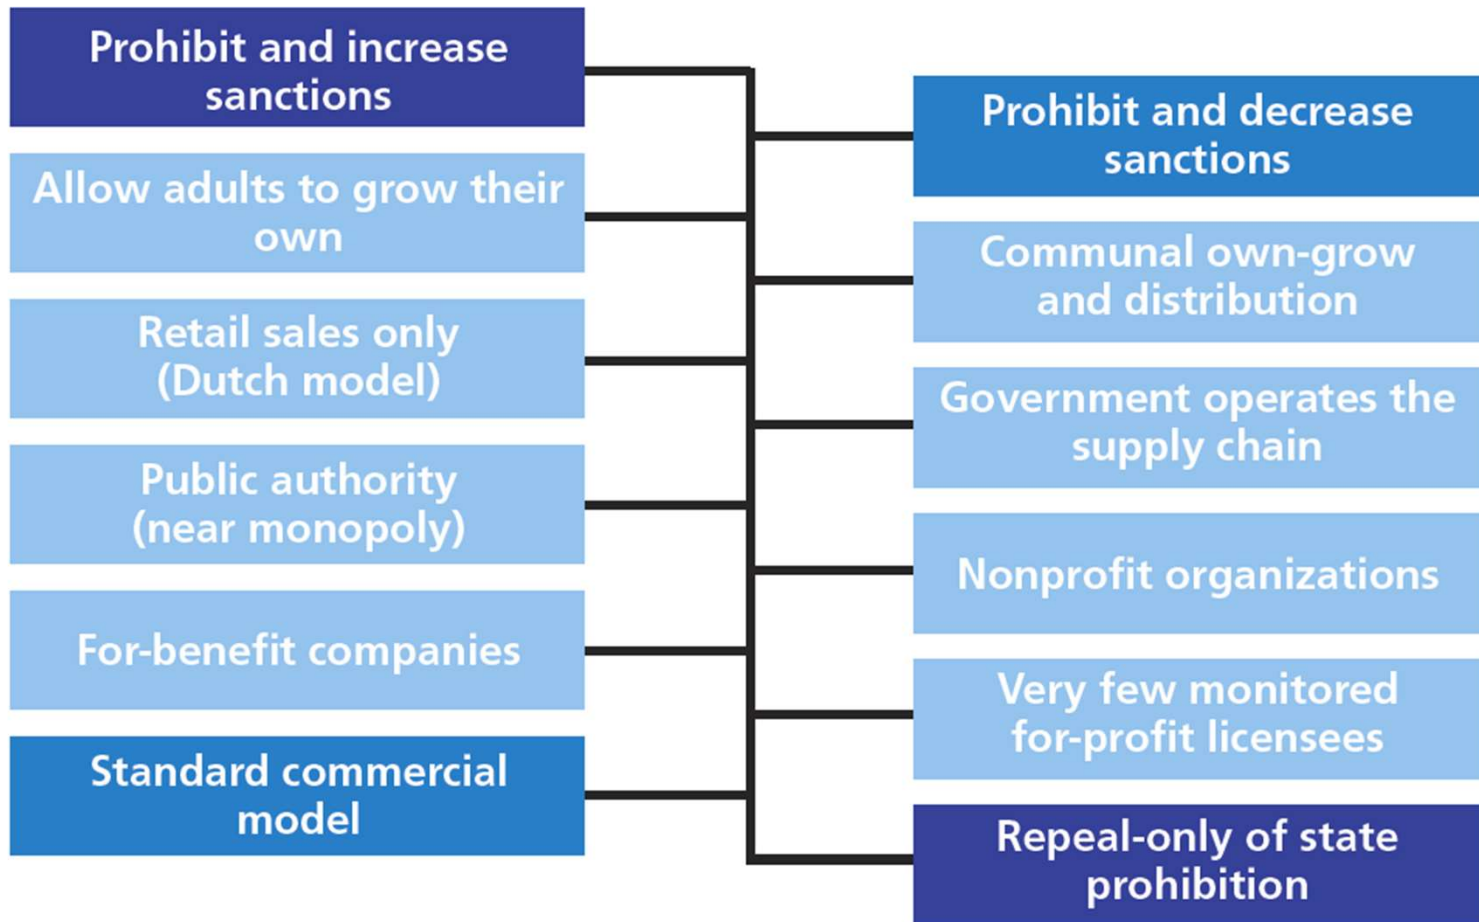 Prohibit and increase
sanctions
Prohibit and decrease
sanctions
Allow adults to grow their
own
Communal own-grow
and distribution
Retail sales only
(Dutch model)
Government operates the
supply chain
Public authority
(near monopoly)
Nonprofit organizations
For-benefit companies
Very few monitored
for-profit licensees
Standard commercial
model
Repeal-only of state
prohibition